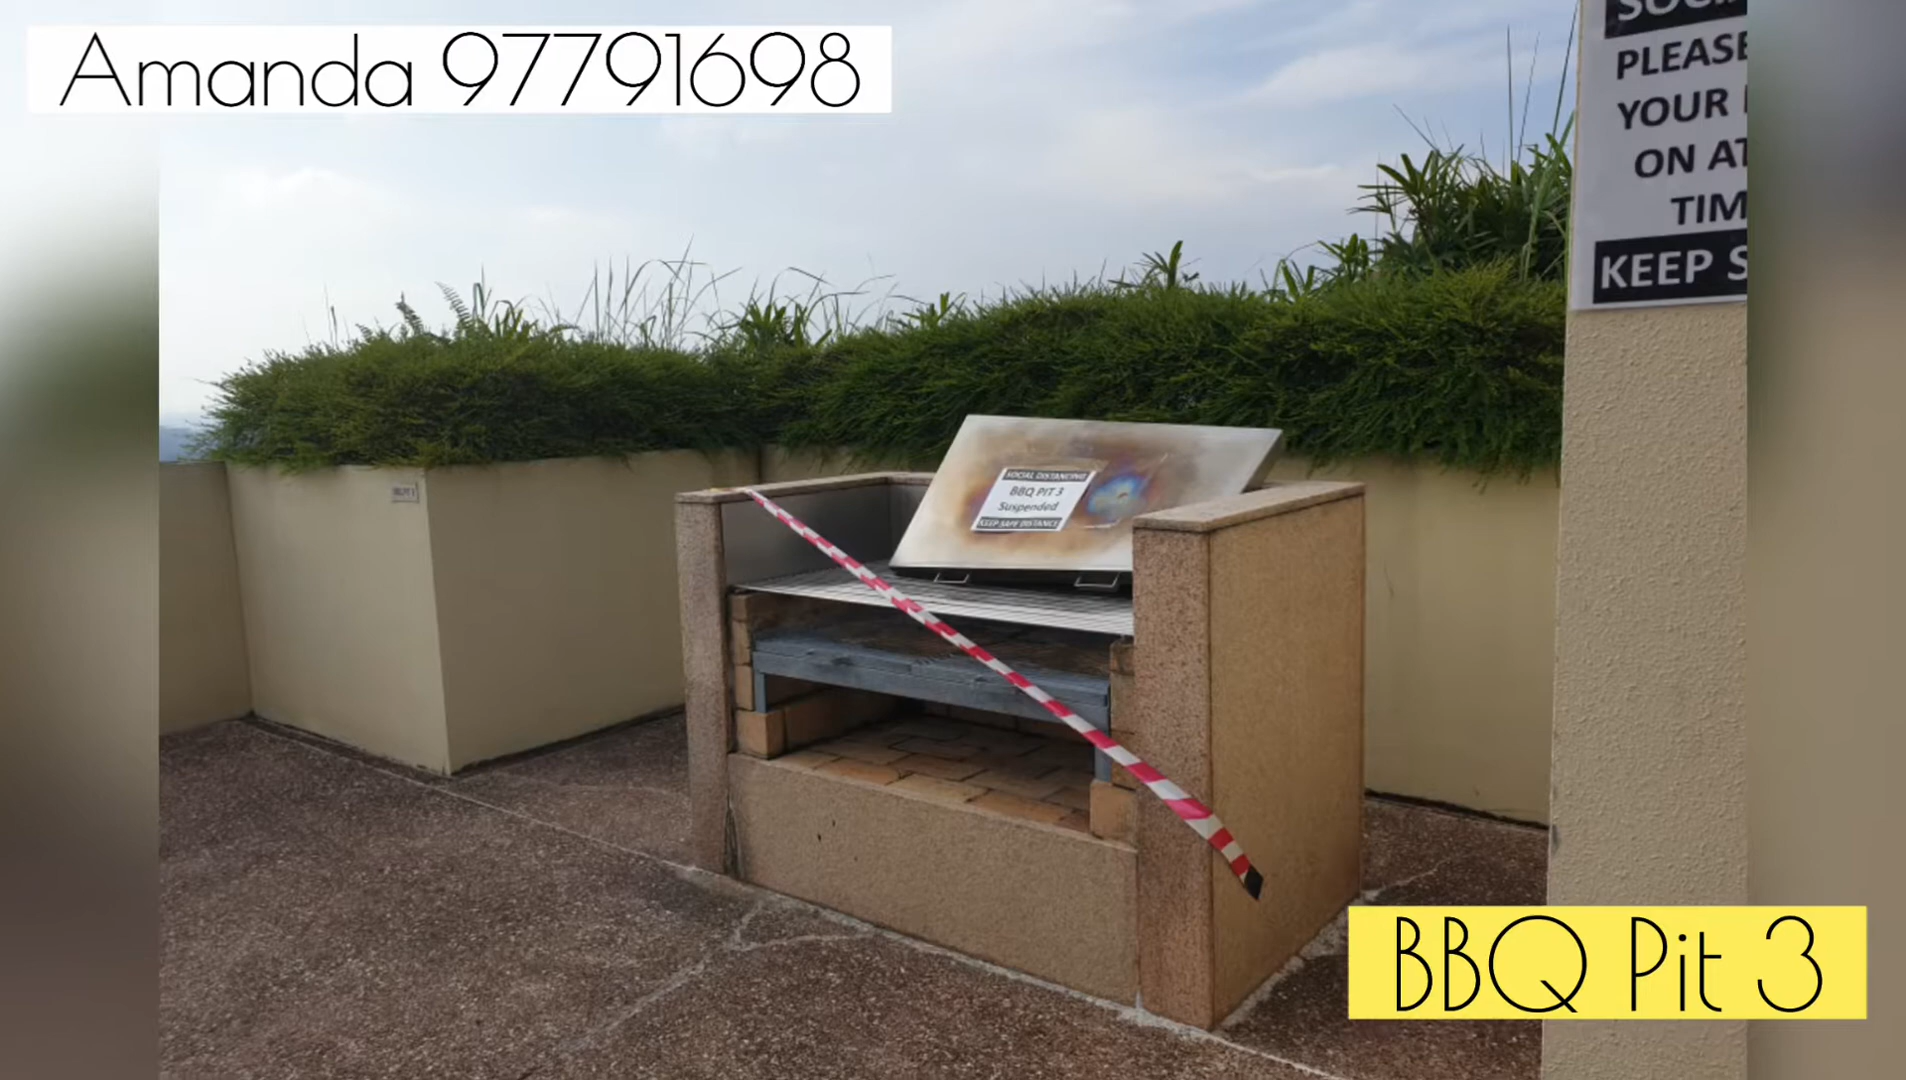 Amanda 97791698
PLEASE
YOUR
ON AT
TIM
KEEP S
SOCIAL DISTANCING
BBQ PIT 3
Suspended
KEEP SAFE DISTANCE
BBQ Pit 3